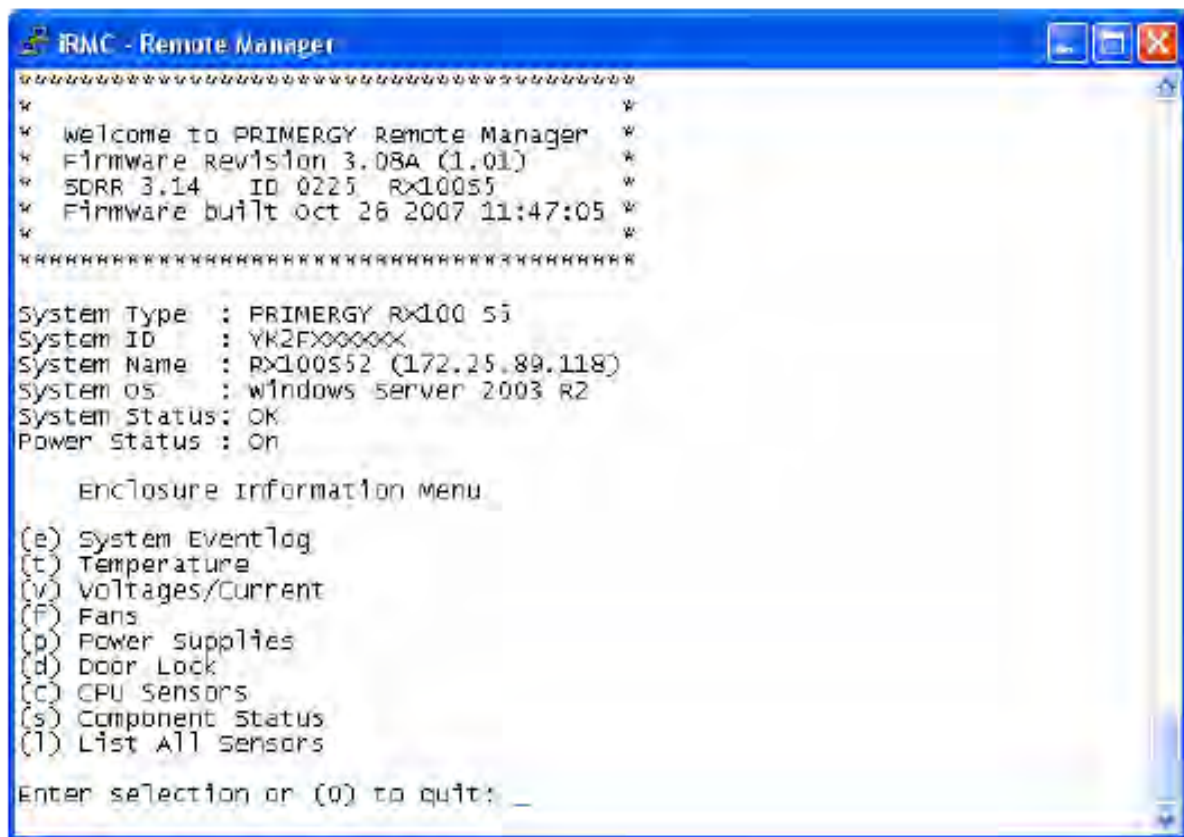 iRMC - Remote Manager
*****************************************
*                                       *
*  Welcome to PRIMERGY Remote Manager   *
*  Firmware Revision 3.08A (1.01)       *
*  SDRR 3.14   ID 0225  RX100S5         *
*  Firmware built Oct 26 2007 11:47:05  *
*                                       *
*****************************************
System Type  : PRIMERGY RX100 S5
System ID    : YK2FXXXXXX
System Name  : RX100S52 (172.25.89.118)
System OS    : Windows Server 2003 R2
System Status: OK
Power Status : On
Enclosure Information Menu
(e) System Eventlog
(t) Temperature
(v) Voltages/Current
(f) Fans
(p) Power Supplies
(d) Door Lock
(c) CPU Sensors
(s) Component Status
(l) List All Sensors
Enter selection or (0) to quit: _